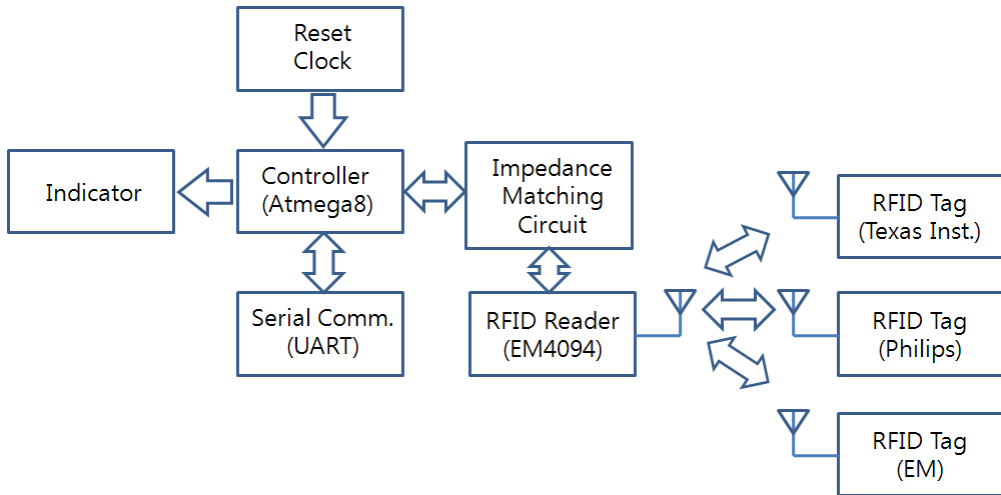 Reset
Clock
Indicator
Controller
(Atmega8)
Impedance
Matching
Circuit
RFID Tag
(Texas Inst.)
Serial Comm.
(UART)
RFID Reader
(EM4094)
RFID Tag
(Philips)
RFID Tag
(EM)